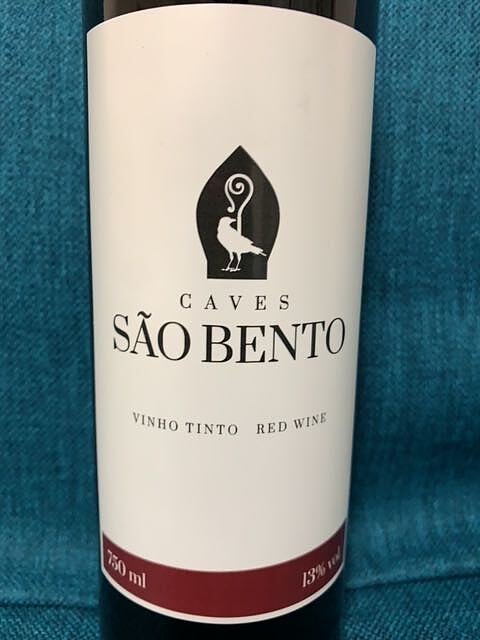 CAVES
SÃO BENTO
VINHO TINTO RED WINE
750 ml 13% vol.